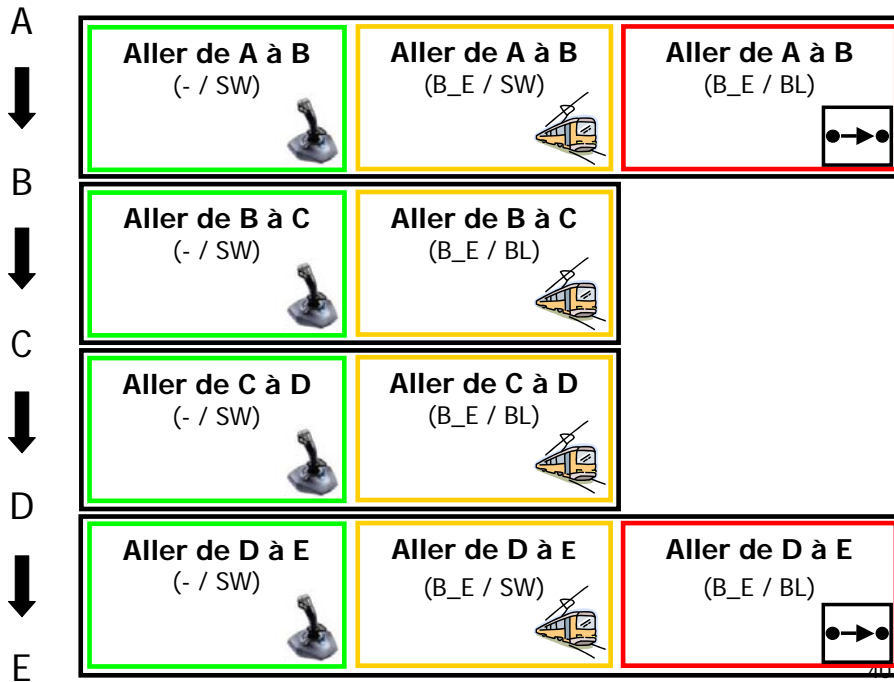 A
Aller de A à B
(- / SW)
Aller de A à B
(B_E / SW)
Aller de A à B
(B_E / BL)
B
Aller de B à C
(- / SW)
Aller de B à C
(B_E / BL)
C
Aller de C à D
(- / SW)
Aller de C à D
(B_E / BL)
D
Aller de D à E
(- / SW)
Aller de D à E
(B_E / SW)
Aller de D à E
(B_E / BL)
E